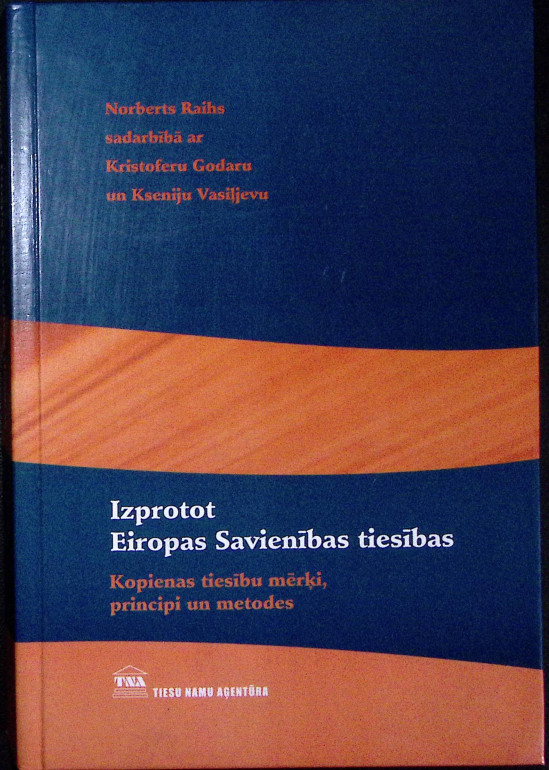 Norberts Raihs
sadarbībā ar
Kristoferu Godaru
un Kseniju Vasiļjevu
Izprotot
Eiropas Savienības tiesības
Kopienas tiesību mērķi,
principi un metodes
TNA
TIESU NAMU AĢENTŪRA